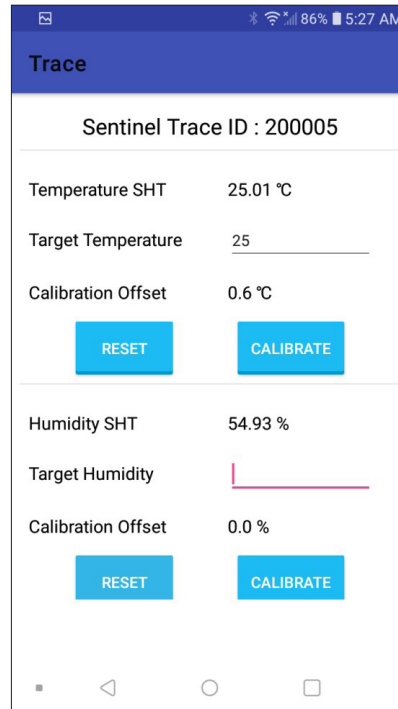 86% 5:27 AM
Trace
Sentinel Trace ID : 200005
Temperature SHT 25.01 ℃
Target Temperature 25
Calibration Offset 0.6 ℃
RESET CALIBRATE
Humidity SHT 54.93 %
Target Humidity
Calibration Offset 0.0 %
RESET CALIBRATE